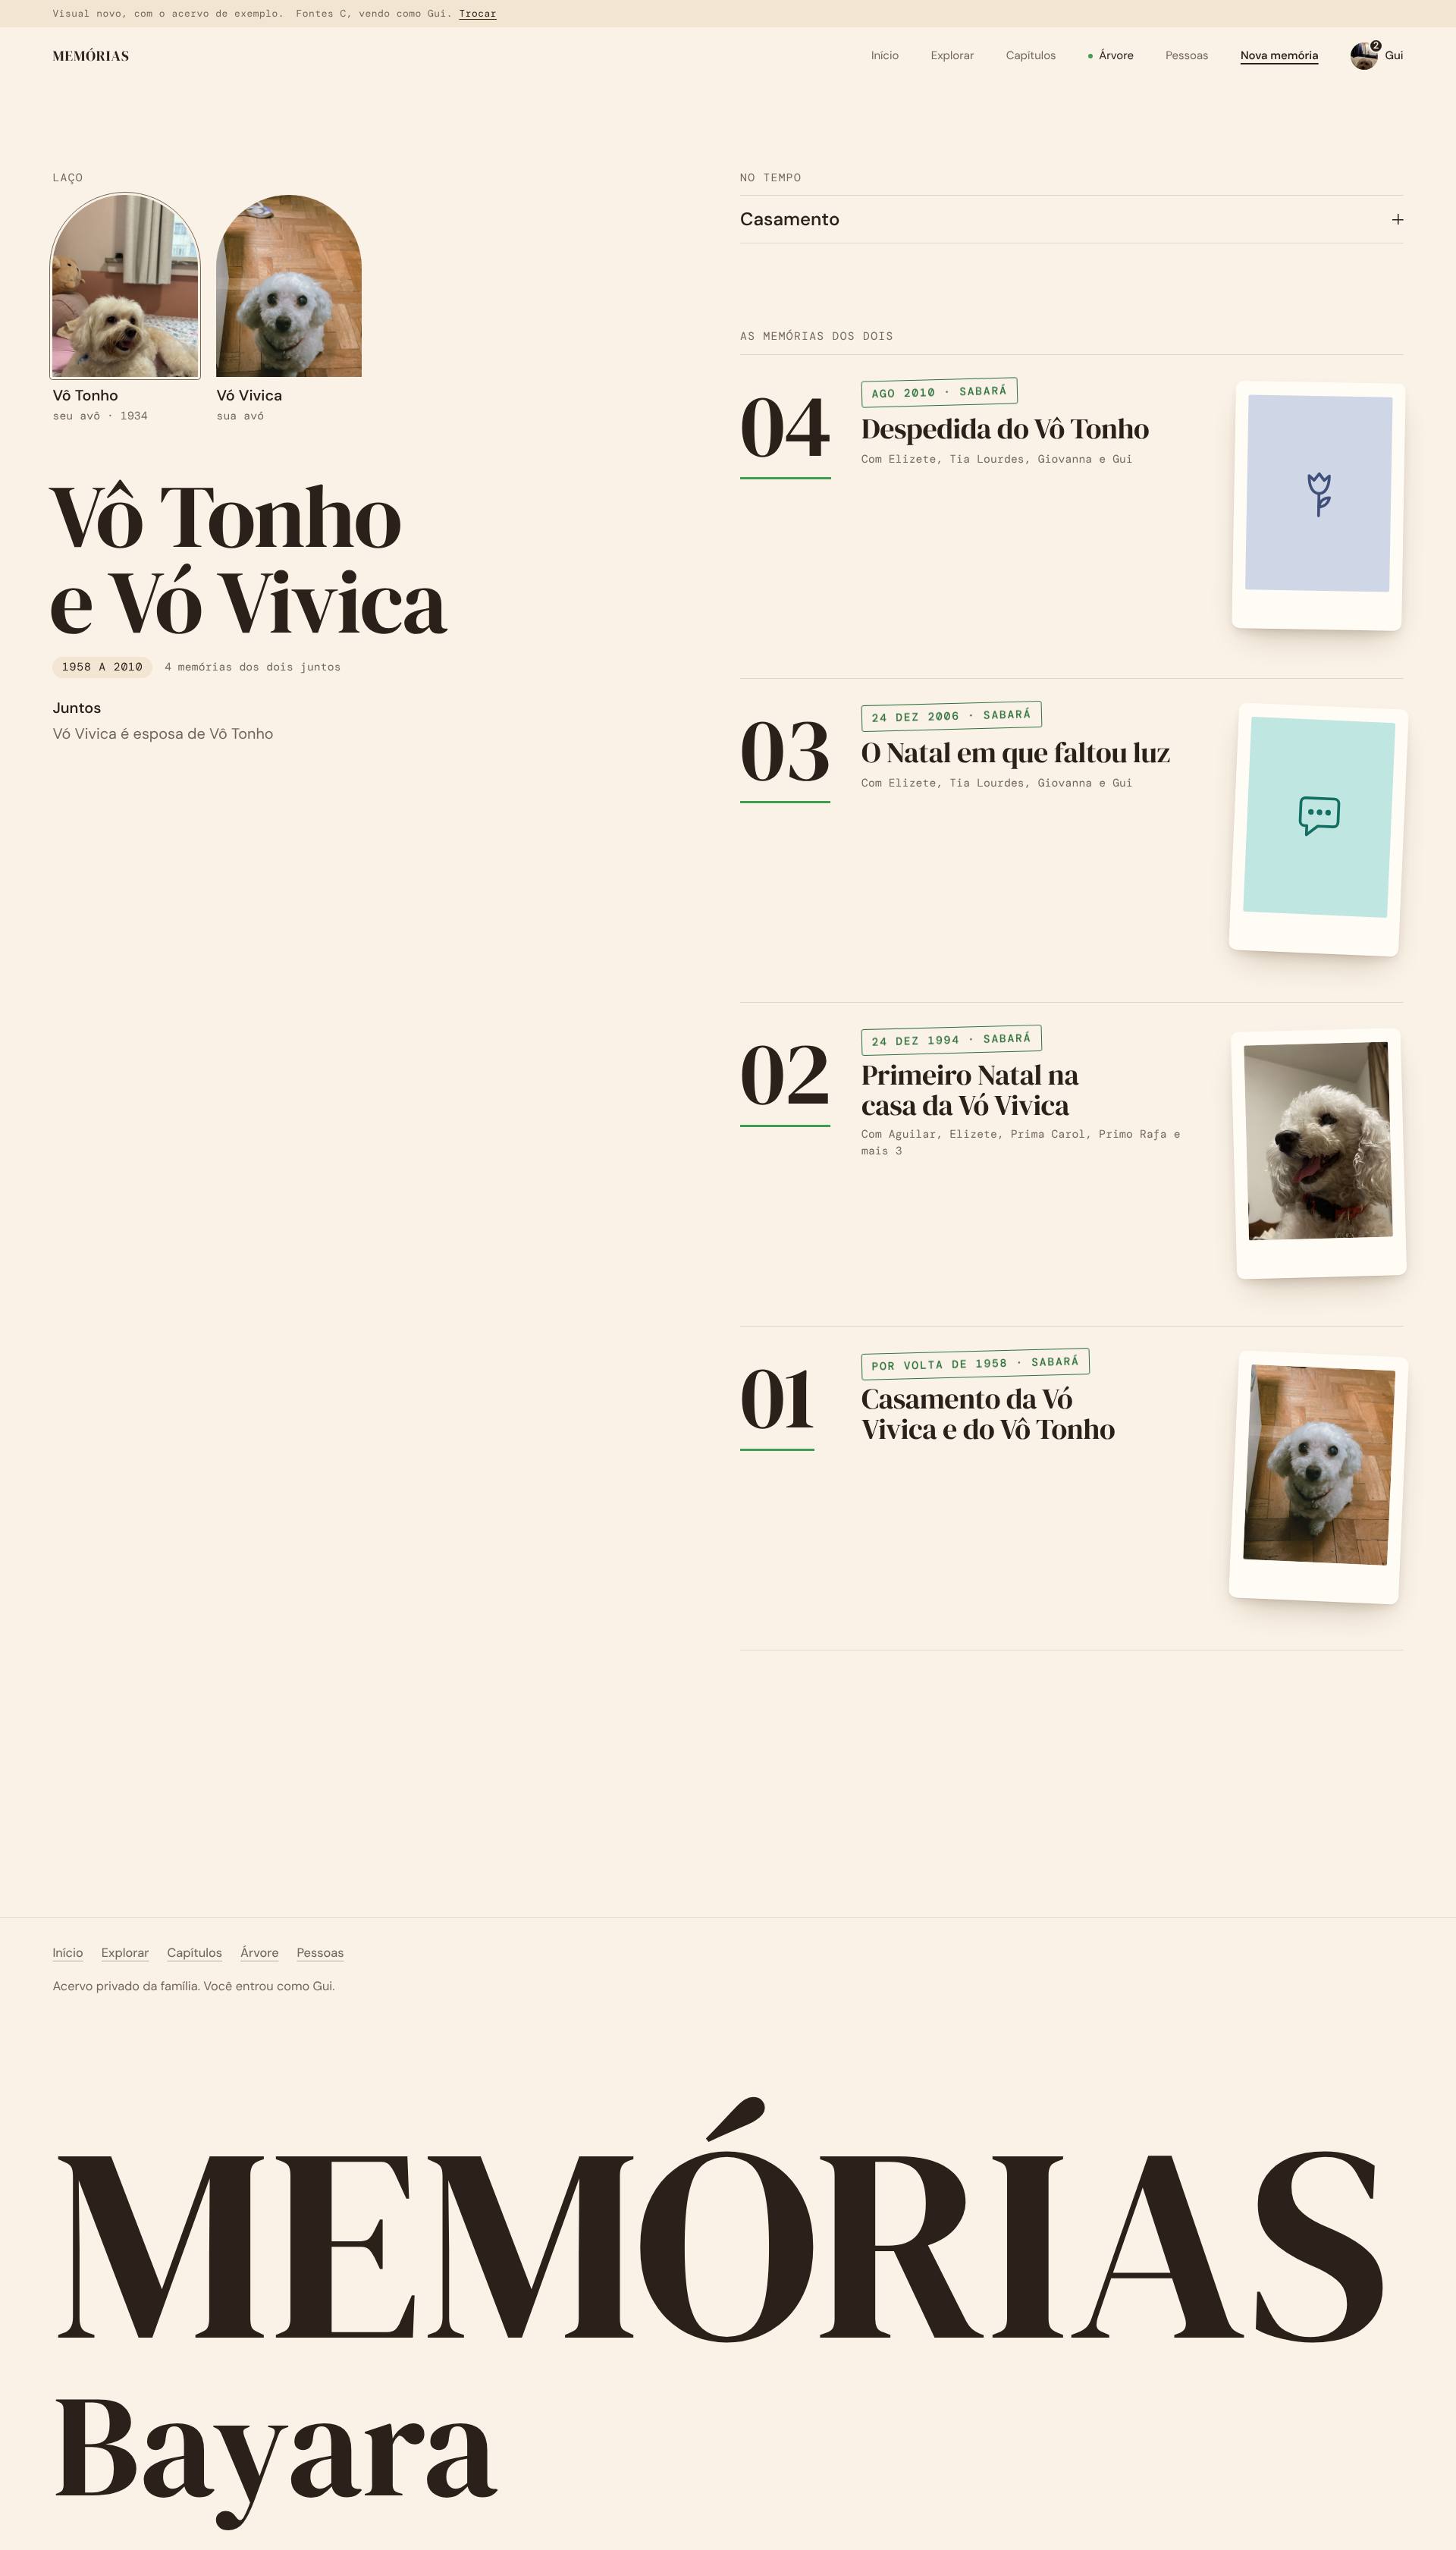 Visual novo, com o acervo de exemplo. Fontes C, vendo como Gui. Trocar
MEMÓRIAS
Início Explorar Capítulos Árvore Pessoas Nova memória 2 Gui
LAÇO
Vô Tonho
seu avô · 1934
Vó Vivica
sua avó
Vô Tonho
e Vó Vivica
1958 A 2010 4 memórias dos dois juntos
Juntos
Vó Vivica é esposa de Vô Tonho
NO TEMPO
Casamento +
AS MEMÓRIAS DOS DOIS
04
AGO 2010 · SABARÁ
Despedida do Vô Tonho
Com Elizete, Tia Lourdes, Giovanna e Gui
03
24 DEZ 2006 · SABARÁ
O Natal em que faltou luz
Com Elizete, Tia Lourdes, Giovanna e Gui
02
24 DEZ 1994 · SABARÁ
Primeiro Natal na
casa da Vó Vivica
Com Aguilar, Elizete, Prima Carol, Primo Rafa e
mais 3
01
POR VOLTA DE 1958 · SABARÁ
Casamento da Vó
Vivica e do Vô Tonho
Início Explorar Capítulos Árvore Pessoas
Acervo privado da família. Você entrou como Gui.
MEMÓRIAS
Bayara